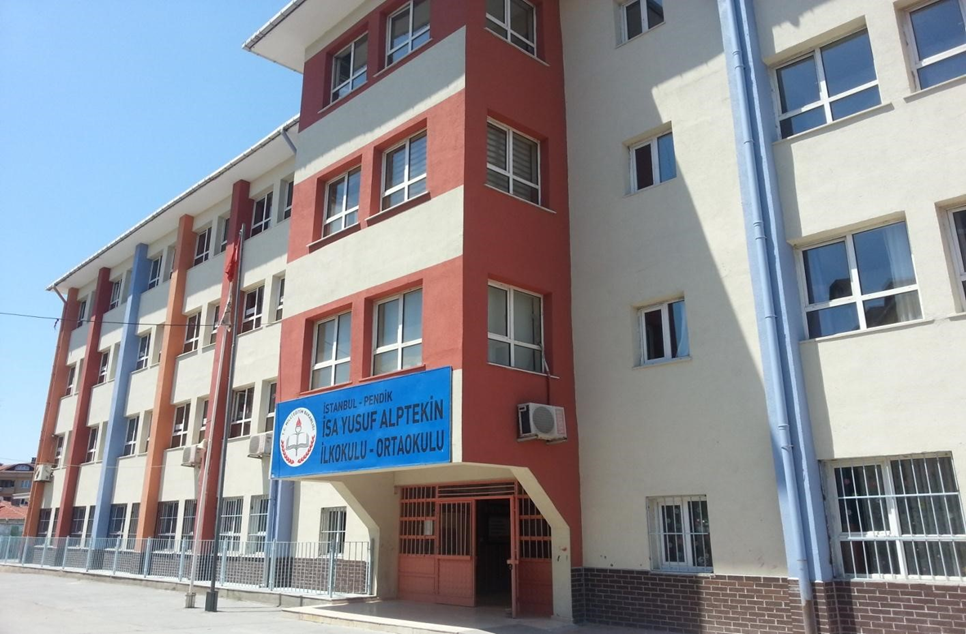 İSTANBUL - PENDİK
İSA YUSUF ALPTEKİN
İLKOKULU - ORTAOKULU